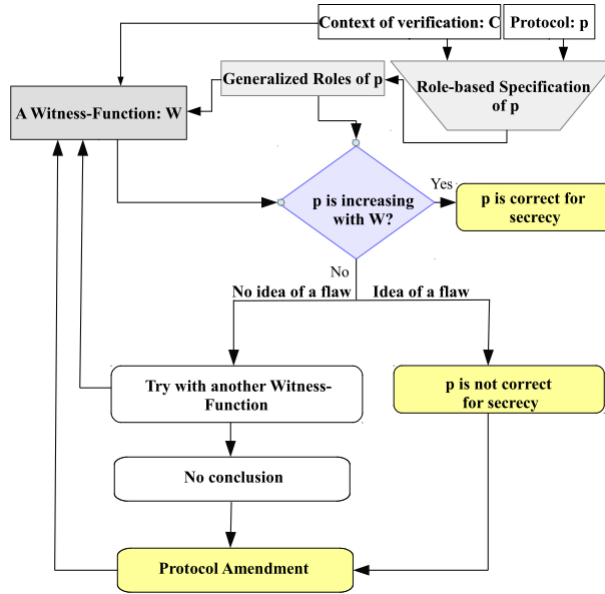 Context of verification: C
Protocol: p
Generalized Roles of p
Role-based Specification
of p
A Witness-Function: W
p is increasing
with W?
Yes
p is correct for
secrecy
No
No idea of a flaw
Idea of a flaw
Try with another Witness-
Function
p is not correct
for secrecy
No conclusion
Protocol Amendment